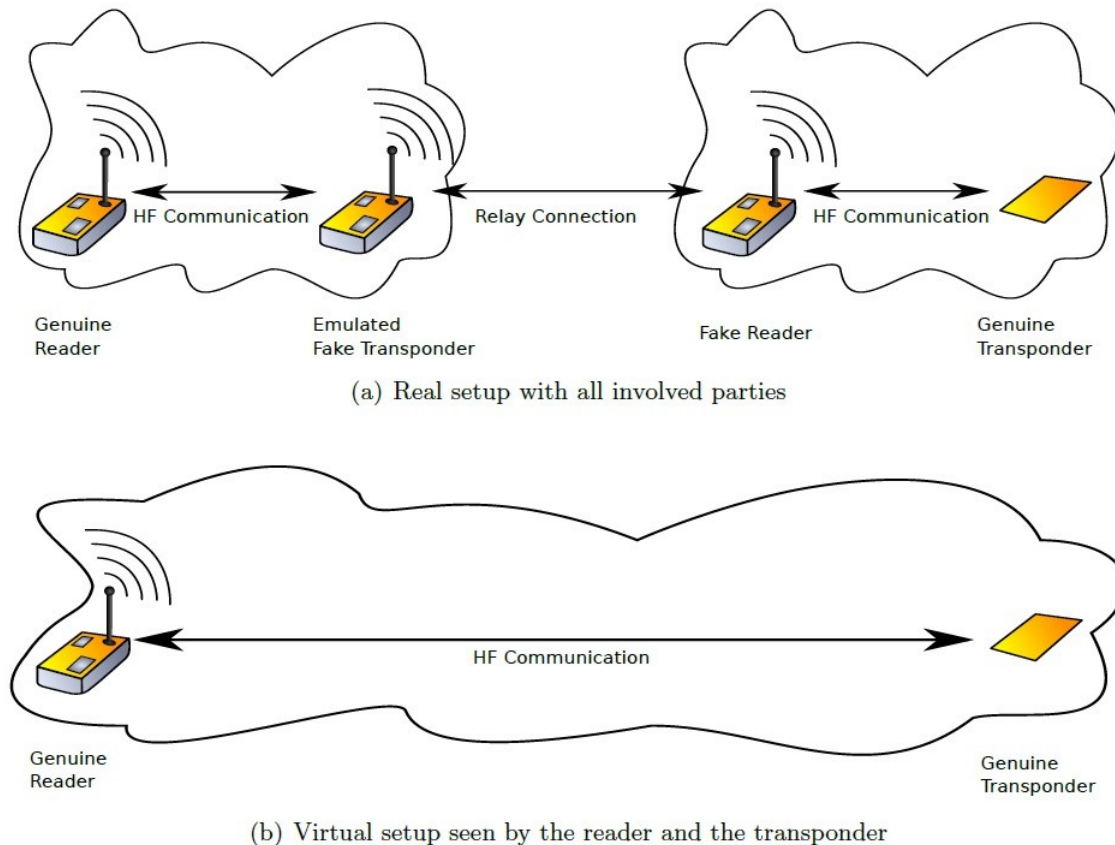 HF Communication
Relay Connection
HF Communication
Genuine
Reader
Emulated
Fake Transponder
Fake Reader
Genuine
Transponder
(a) Real setup with all involved parties
HF Communication
Genuine
Reader
Genuine
Transponder
(b) Virtual setup seen by the reader and the transponder